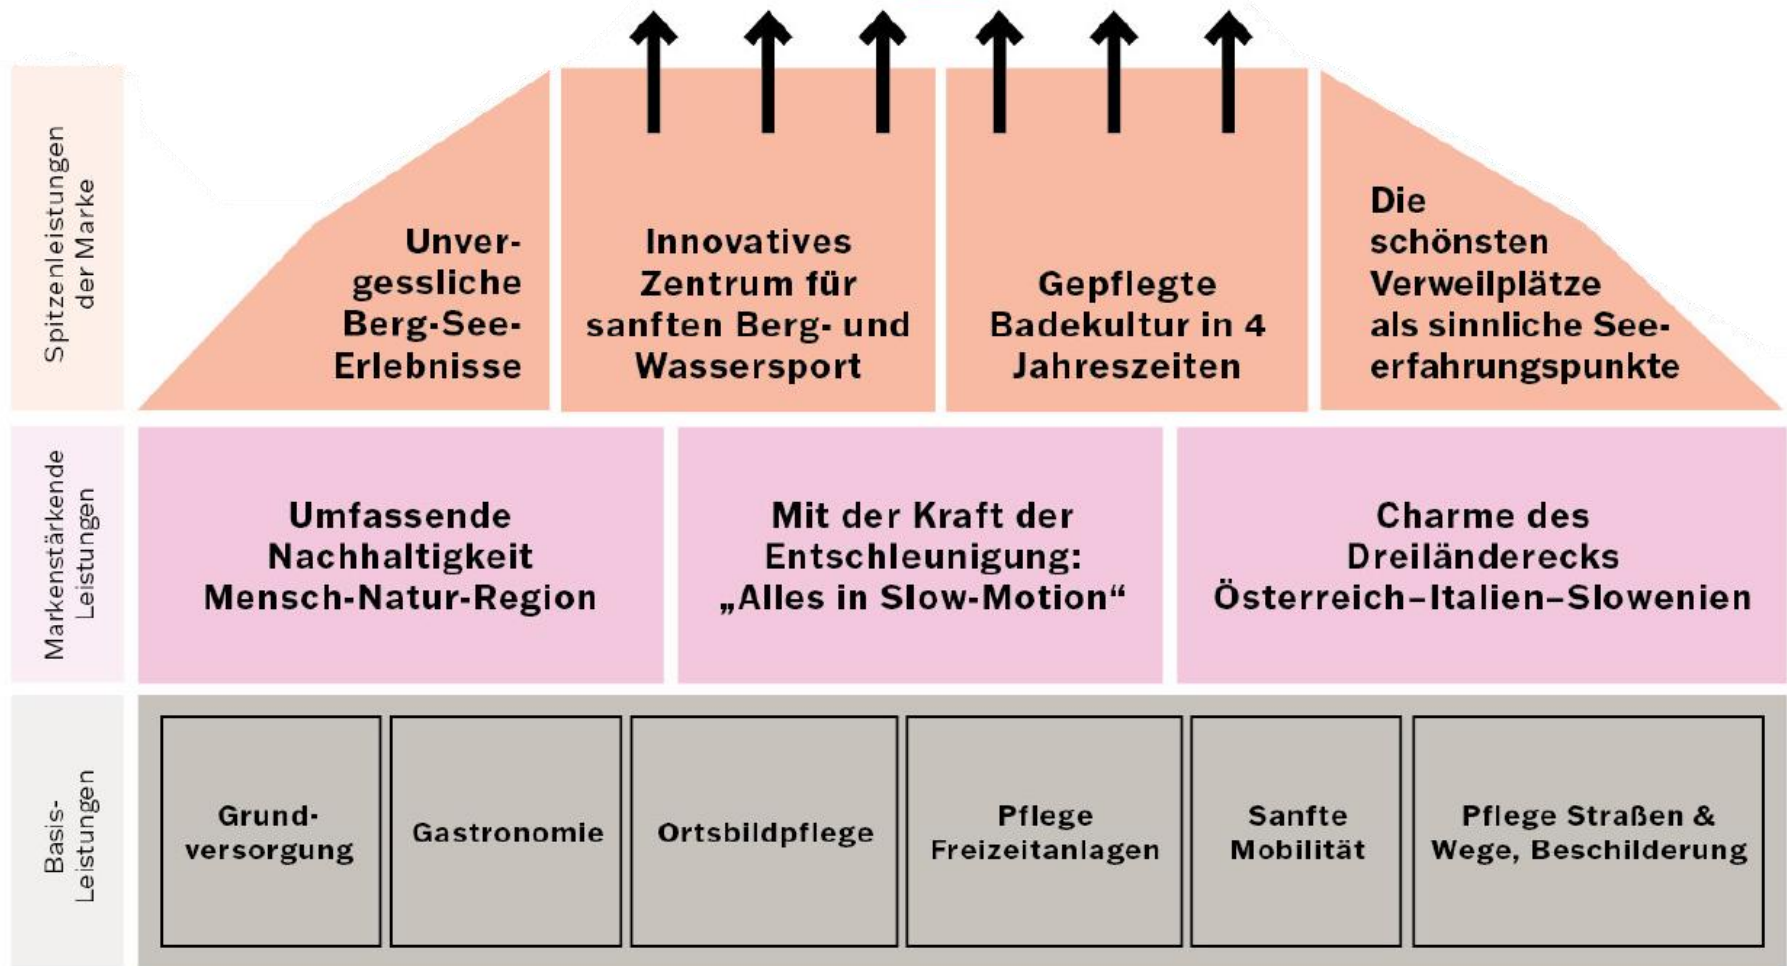 Spitzenleistungen
der Marke
Unver-
gessliche
Berg-See-
Erlebnisse
Innovatives
Zentrum für
sanften Berg- und
Wassersport
Gepflegte
Badekultur in 4
Jahreszeiten
Die
schönsten
Verweilplätze
als sinnliche See-
erfahrungspunkte
Markenstärkende
Leistungen
Umfassende
Nachhaltigkeit
Mensch-Natur-Region
Mit der Kraft der
Entschleunigung:
„Alles in Slow-Motion“
Charme des
Dreiländerecks
Österreich–Italien–Slowenien
Basis-
Leistungen
Grund-
versorgung
Gastronomie
Ortsbildpflege
Pflege
Freizeitanlagen
Sanfte
Mobilität
Pflege Straßen &
Wege, Beschilderung